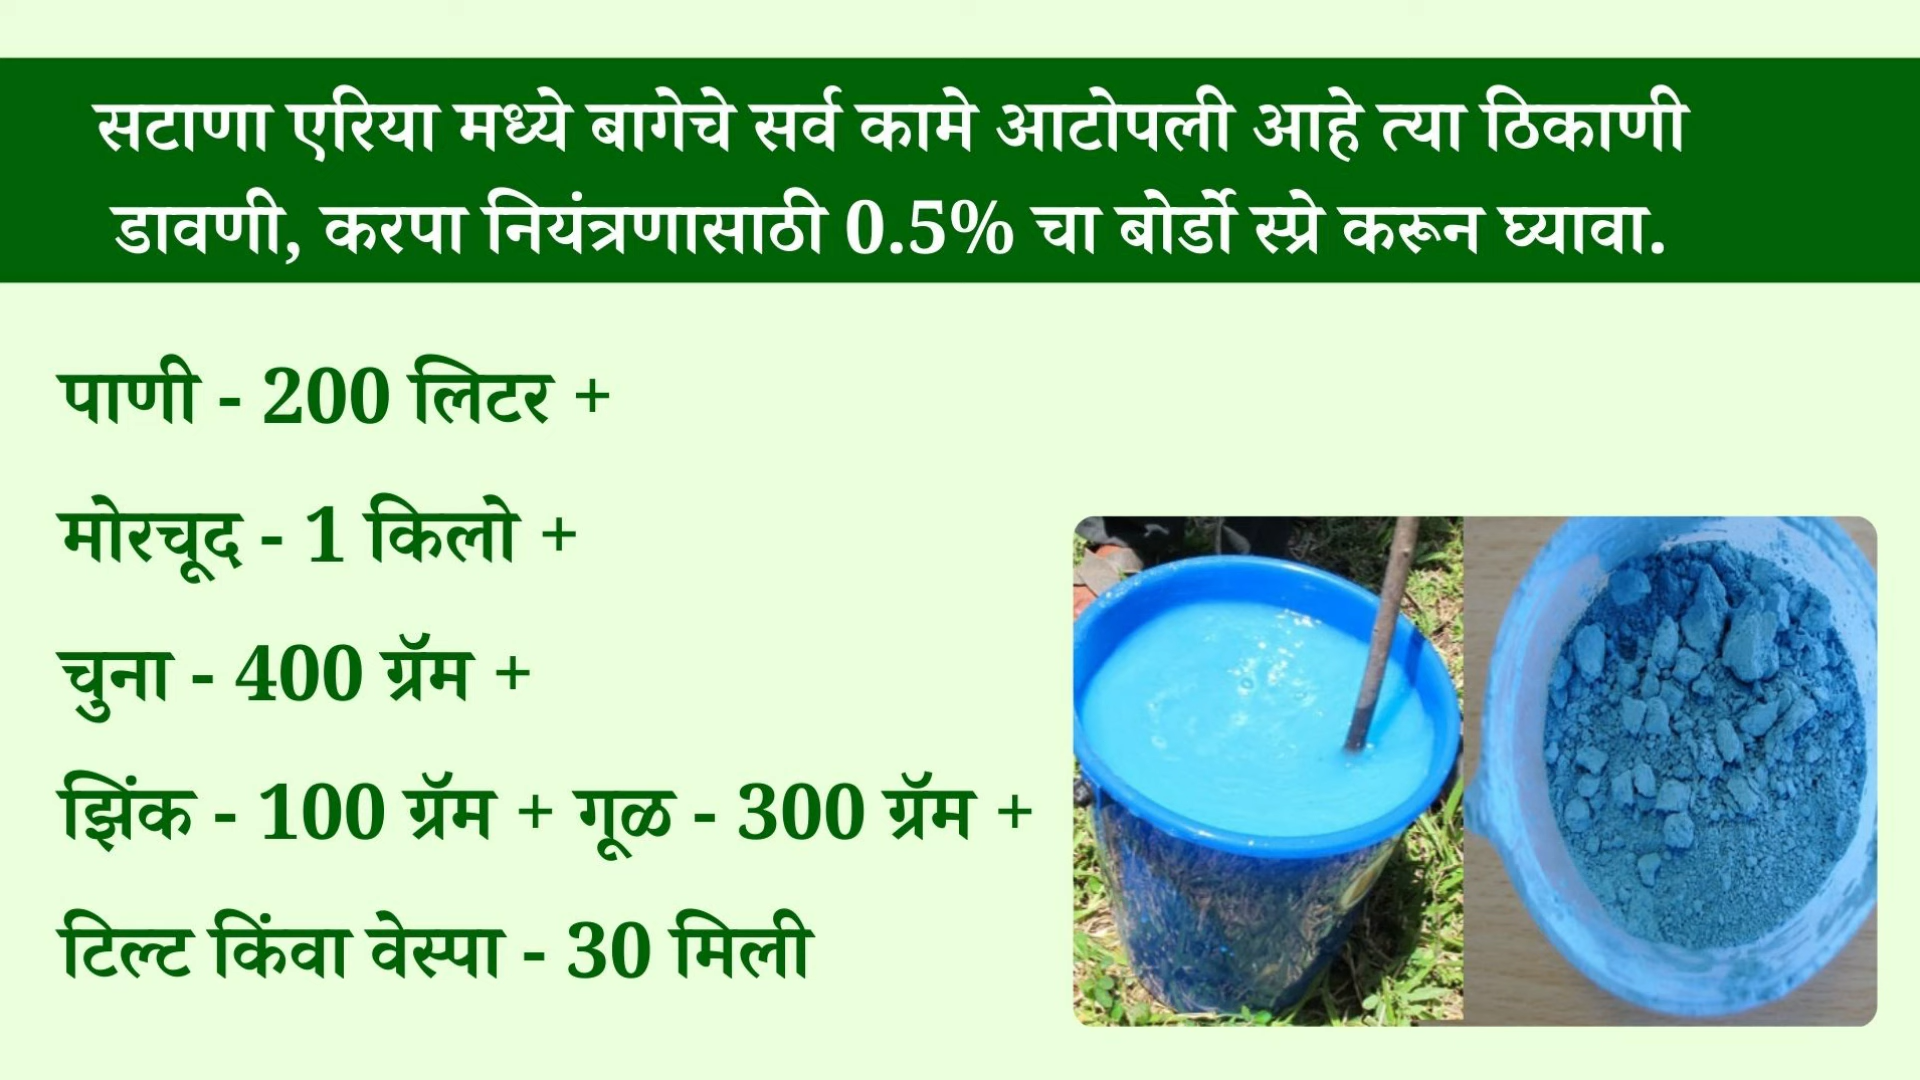 सटाणा एरिया मध्ये बागेचे सर्व कामे आटोपली आहे त्या ठिकाणी
डावणी, करपा नियंत्रणासाठी 0.5% चा बोर्डो स्प्रे करून घ्यावा.
पाणी - 200 लिटर +
मोरचूद - 1 किलो +
चुना - 400 ग्रॅम +
झिंक - 100 ग्रॅम + गूळ - 300 ग्रॅम +
टिल्ट किंवा वेस्पा - 30 मिली